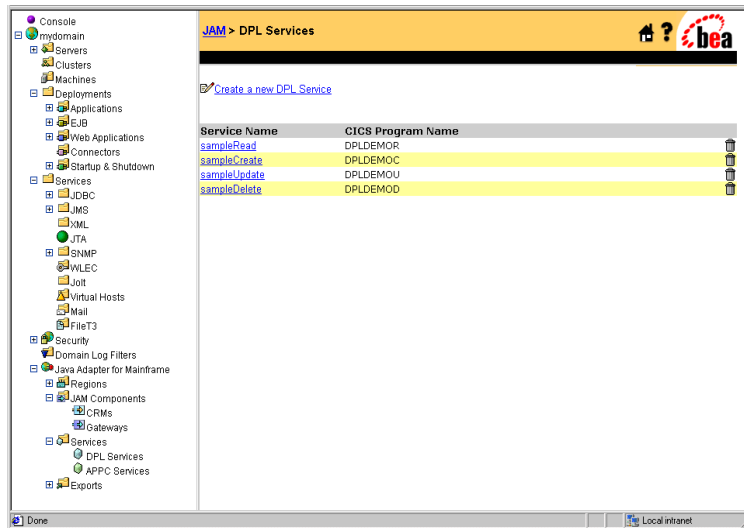 Console
mydomain
Servers
Clusters
Machines
Deployments
Applications
EJB
Web Applications
Connectors
Startup & Shutdown
Services
JDBC
JMS
XML
JTA
SNMP
WLEC
Jolt
Virtual Hosts
Mail
FileT3
Security
Domain Log Filters
Java Adapter for Mainframe
Regions
JAM Components
CRMs
Gateways
Services
DPL Services
APPC Services
Exports
JAM > DPL Services
?
bea
Create a new DPL Service
Service Name CICS Program Name
sampleRead DPLDEMOR
sampleCreate DPLDEMOC
sampleUpdate DPLDEMOU
sampleDelete DPLDEMOD
Done Local intranet